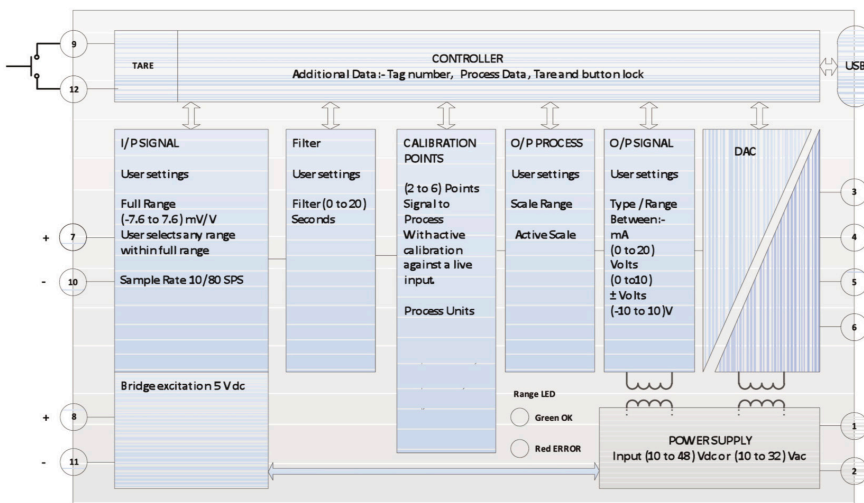 9
TARE
CONTROLLER
Additional Data:- Tag number, Process Data, Tare and button lock
USB
12
I/P SIGNAL
User settings
Full Range
(-7.6 to 7.6) mV/V
User selects any range
within full range
Sample Rate 10/80 SPS
+ 7
- 10
Filter
User settings
Filter (0 to 20)
Seconds
CALIBRATION
POINTS
(2 to 6) Points
Signal to
Process
With active
calibration
against a live
input.
Process Units
O/P PROCESS
User settings
Scale Range
Active Scale
O/P SIGNAL
User settings
Type / Range
Between:-
mA
(0 to 20)
Volts
(0 to10)
± Volts
(-10 to 10)V
DAC
3
4
5
6
Bridge excitation 5 V dc
+ 8
- 11
Range LED
Green OK
Red ERROR
POWER SUPPLY
Input (10 to 48) Vdc or (10 to 32) Vac
1
2